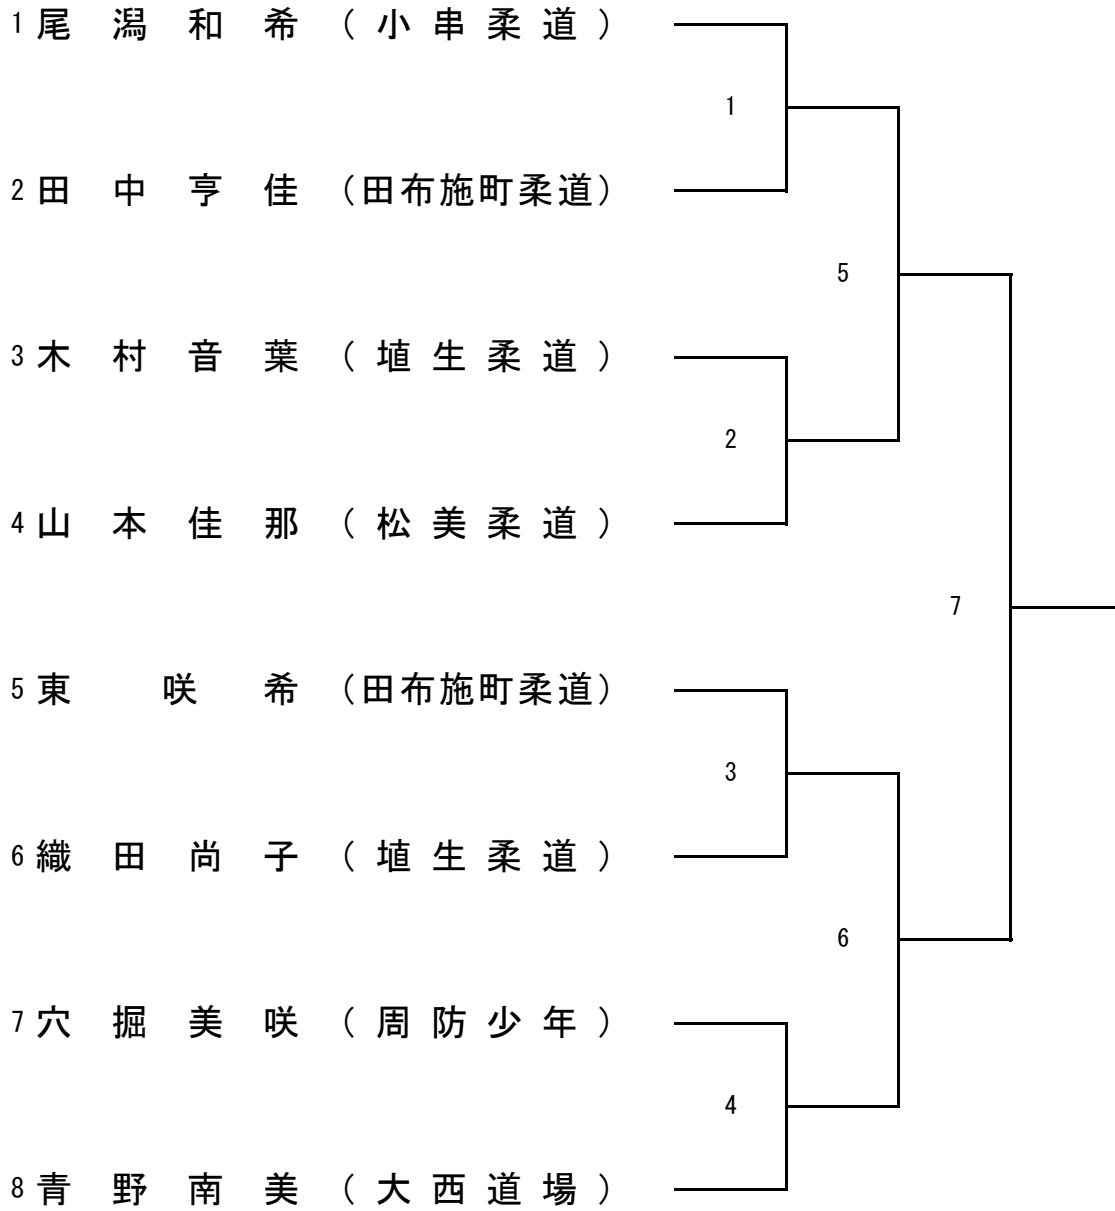 1 尾潟和希 (小串柔道)
1
2 田中亨佳 (田布施町柔道)
5
3 木村音葉 (埴生柔道)
2
4 山本佳那 (松美柔道)
7
5 東咲希 (田布施町柔道)
3
6 織田尚子 (埴生柔道)
6
7 穴掘美咲 (周防少年)
4
8 青野南美 (大西道場)